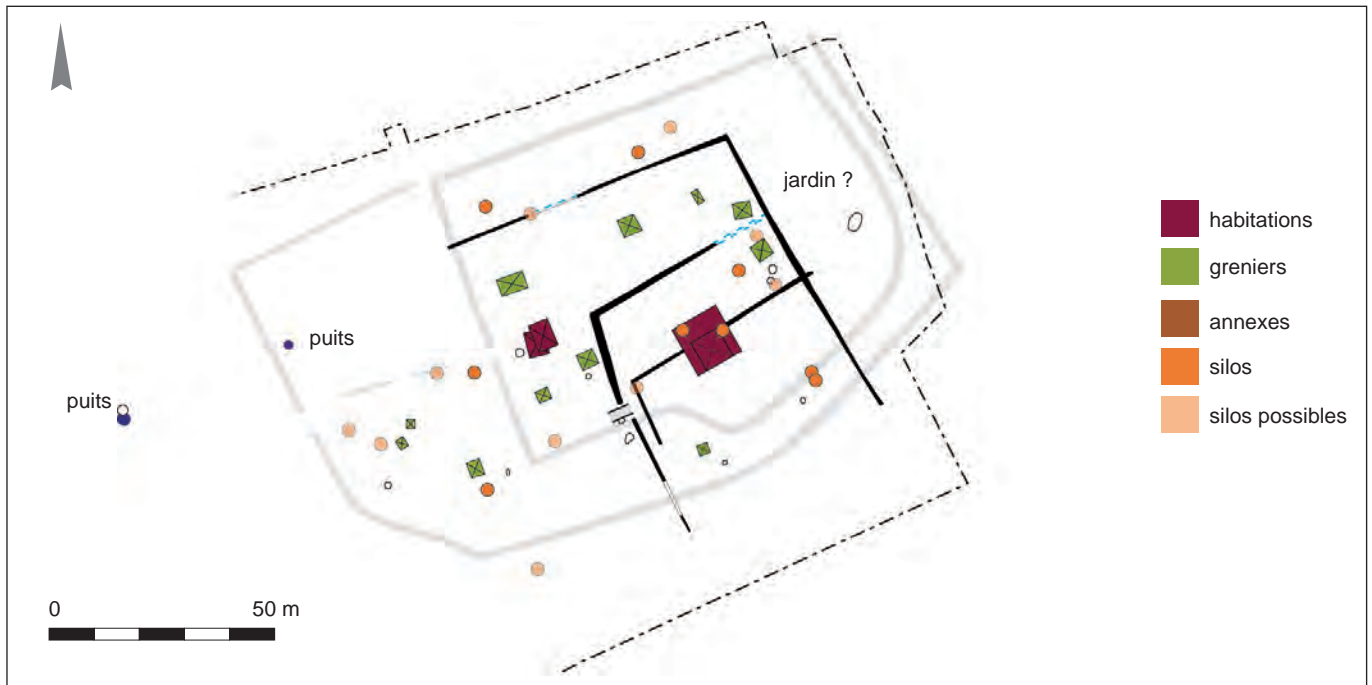 jardin ?
puits
puits
habitations
greniers
annexes
silos
silos possibles
0 50 m